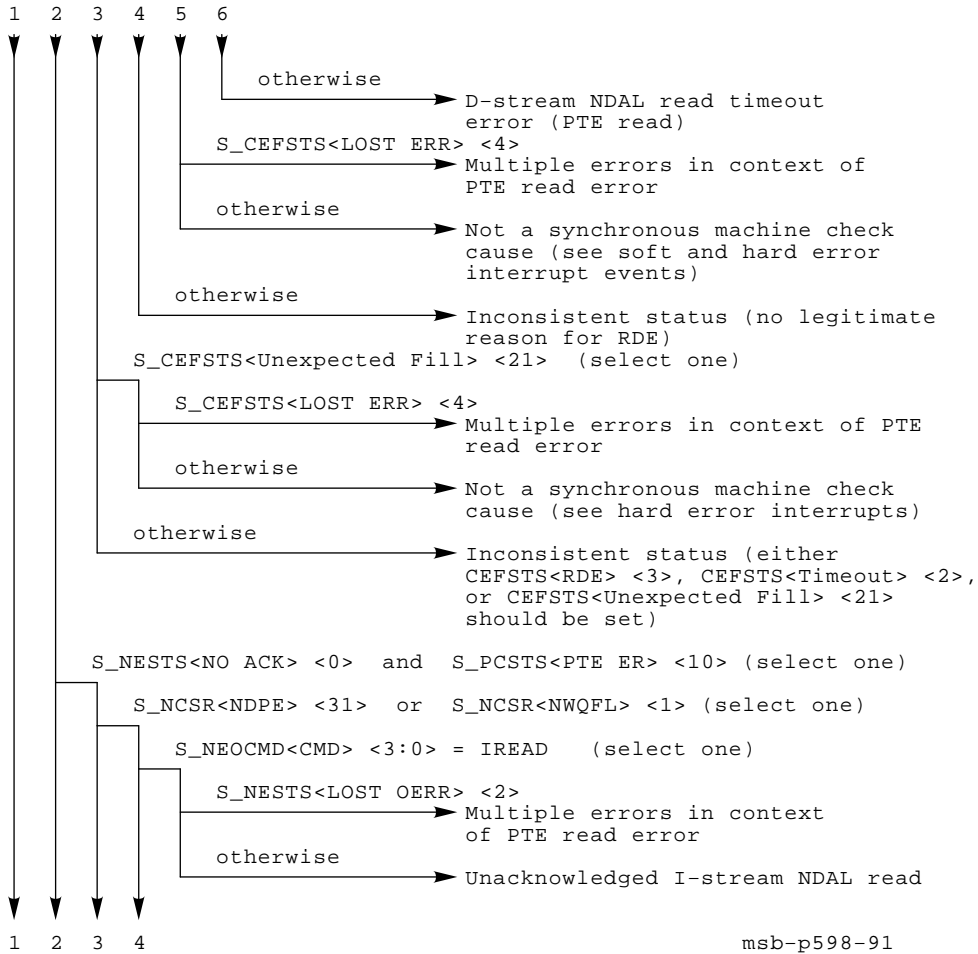 1 2 3 4 5 6
otherwise
D-stream NDAL read timeout
error (PTE read)
S_CEFSTS<LOST ERR> <4>
Multiple errors in context of
PTE read error
otherwise
Not a synchronous machine check
cause (see soft and hard error
interrupt events)
otherwise
Inconsistent status (no legitimate
reason for RDE)
S_CEFSTS<Unexpected Fill> <21> (select one)
S_CEFSTS<LOST ERR> <4>
Multiple errors in context of PTE
read error
otherwise
Not a synchronous machine check
cause (see hard error interrupts)
otherwise
Inconsistent status (either
CEFSTS<RDE> <3>, CEFSTS<Timeout> <2>,
or CEFSTS<Unexpected Fill> <21>
should be set)
S_NESTS<NO ACK> <0> and S_PCSTS<PTE ER> <10> (select one)
S_NCSR<NDPE> <31> or S_NCSR<NWQFL> <1> (select one)
S_NEOCMD<CMD> <3:0> = IREAD (select one)
S_NESTS<LOST OERR> <2>
Multiple errors in context
of PTE read error
otherwise
Unacknowledged I-stream NDAL read
1 2 3 4
msb-p598-91